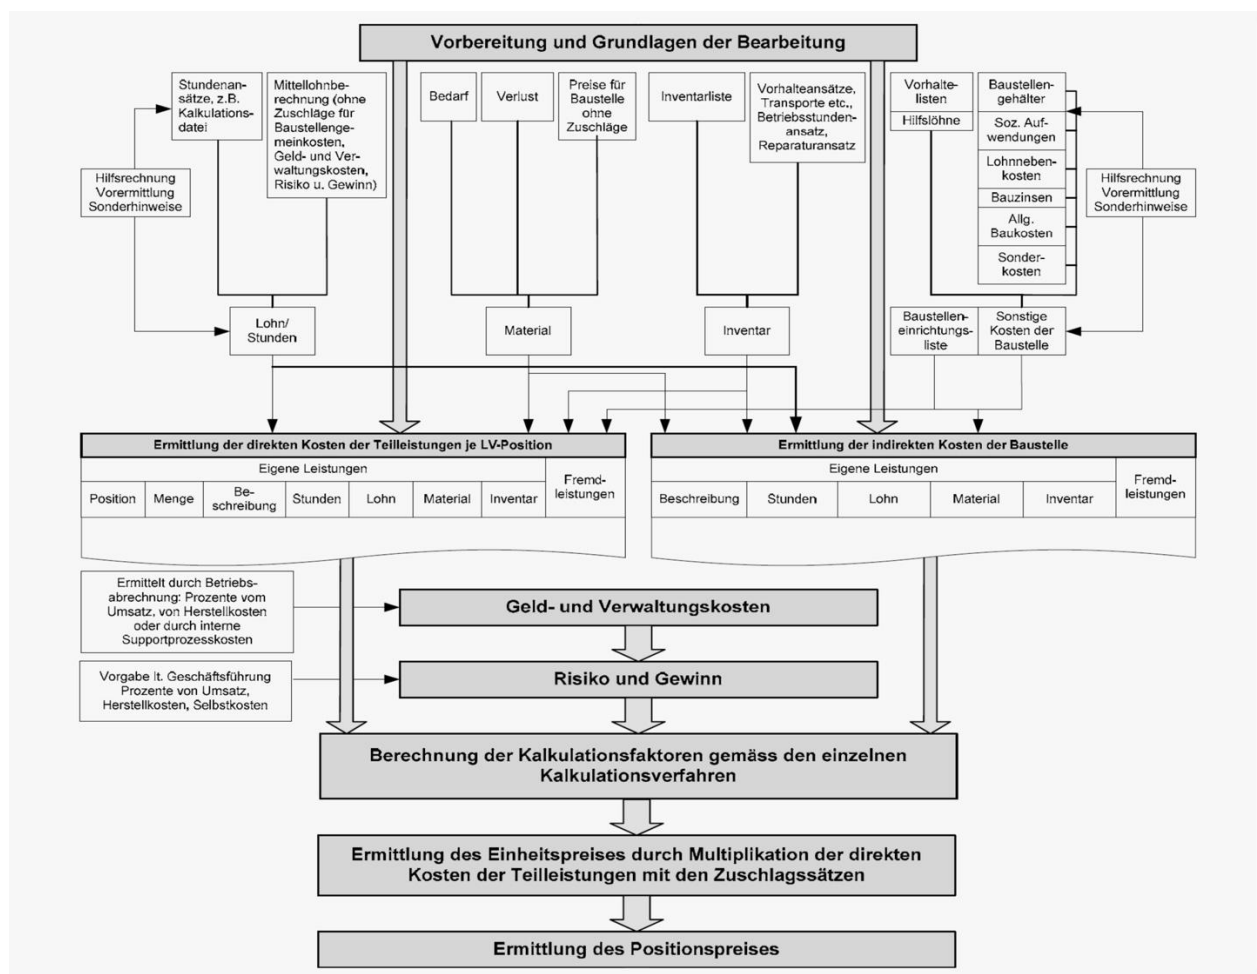 Vorbereitung und Grundlagen der Bearbeitung
Stundenan-
sätze, z.B.
Kalkulations-
datei
Mittellohnbe-
rechnung (ohne
Zuschläge für
Baustellenge-
meinkosten,
Geld- und Ver-
waltungskosten,
Risiko u. Gewinn)
Bedarf
Verlust
Preise für
Baustelle
ohne
Zuschläge
Inventarliste
Vorhalteansätze,
Transporte etc.,
Betriebsstunden-
ansatz,
Reparaturansatz
Vorhalte-
listen
Hilfslöhne
Baustellen-
gehälter
Soz. Auf-
wendungen
Lohnneben-
kosten
Bauzinsen
Allg.
Baukosten
Sonder-
kosten
Hilfsrechnung
Vorermittlung
Sonderhinweise
Hilfsrechnung
Vorermittlung
Sonderhinweise
Lohn/
Stunden
Material
Inventar
Baustellen-
einrichtungs-
liste
Sonstige
Kosten der
Baustelle
Ermittlung der direkten Kosten der Teilleistungen je LV-Position
Eigene Leistungen
Fremd-
leistungen
Position
Menge
Be-
schreibung
Stunden
Lohn
Material
Inventar
Ermittlung der indirekten Kosten der Baustelle
Eigene Leistungen
Fremd-
leistungen
Beschreibung
Stunden
Lohn
Material
Inventar
Ermittelt durch Betriebs-
abrechnung: Prozente vom
Umsatz, von Herstellkosten
oder durch interne
Supportprozesskosten
Geld- und Verwaltungskosten
Vorgabe lt. Geschäftsführung
Prozente von Umsatz,
Herstellkosten, Selbstkosten
Risiko und Gewinn
Berechnung der Kalkulationsfaktoren gemäss den einzelnen
Kalkulationsverfahren
Ermittlung des Einheitspreises durch Multiplikation der direkten
Kosten der Teilleistungen mit den Zuschlagssätzen
Ermittlung des Positionspreises